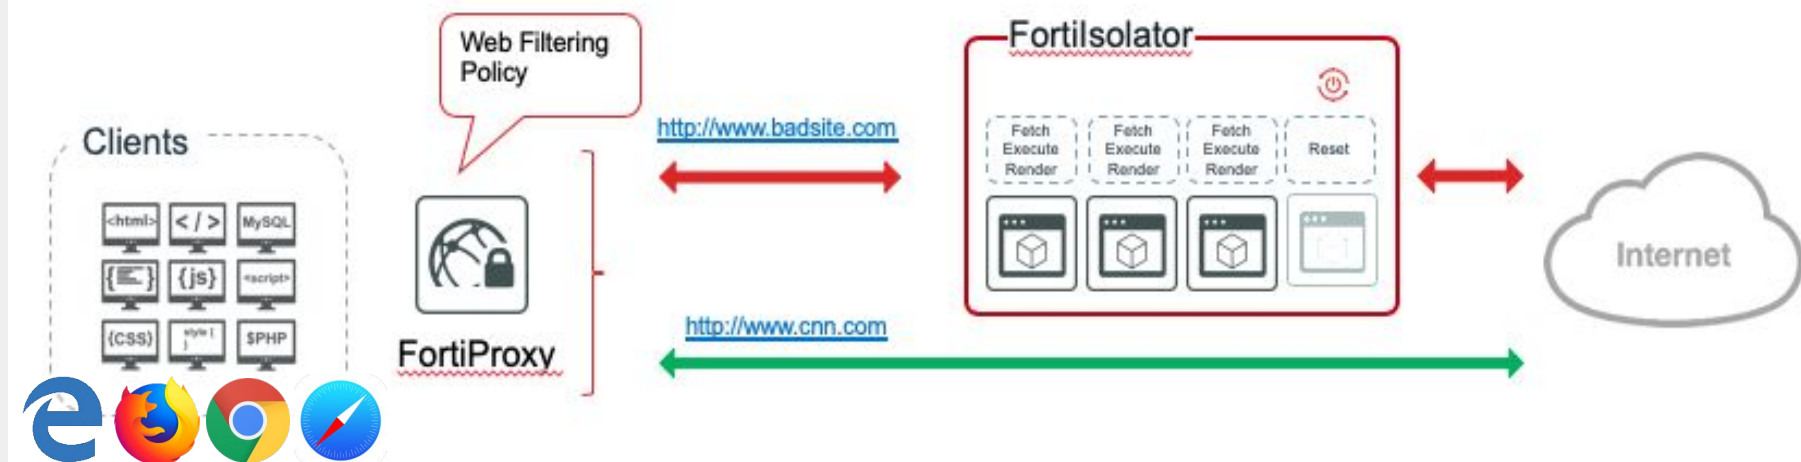 Web Filtering
Policy
FortiIsolator
Clients
http://www.badsite.com
Fetch
Execute
Render
Fetch
Execute
Render
Fetch
Execute
Render
Reset
<html>
</>
MySQL
{ }
{js}
<script>
{CSS}
style {
}
$PHP
FortiProxy
http://www.cnn.com
Internet